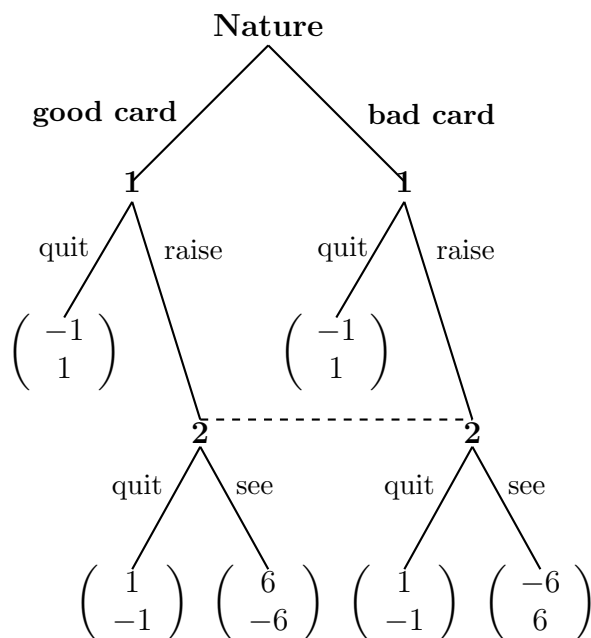 Nature
good card bad card
1 1
quit raise quit raise
( −1 ) ( −1 )
( 1 ) ( 1 )
2 2
quit see quit see
( 1 ) ( 6 ) ( 1 ) ( −6 )
( −1 ) ( −6 ) ( −1 ) ( 6 )